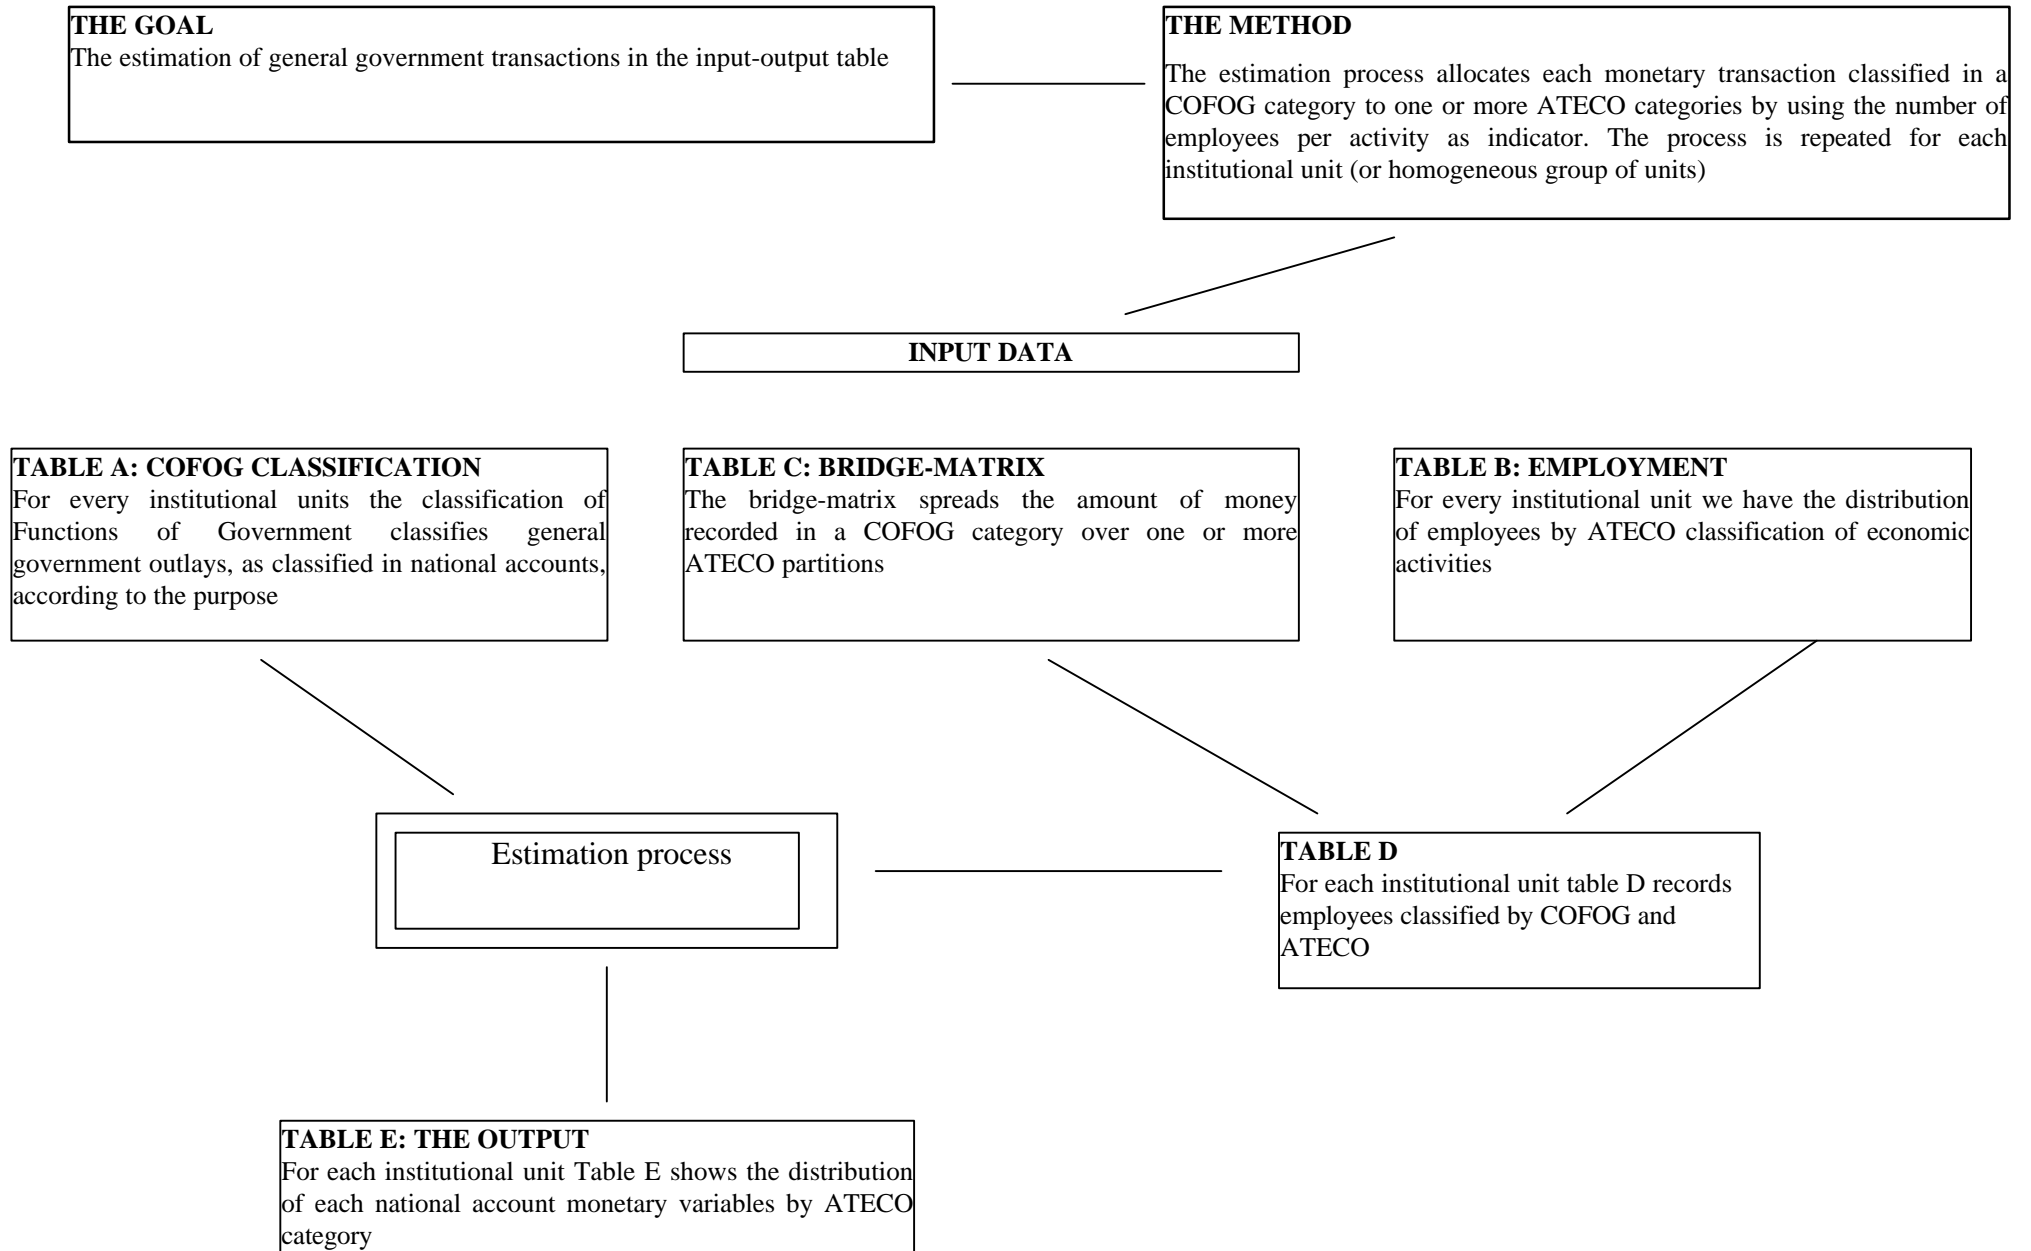 THE GOAL
The estimation of general government transactions in the input-output table
THE METHOD
The estimation process allocates each monetary transaction classified in a
COFOG category to one or more ATECO categories by using the number of
employees per activity as indicator. The process is repeated for each
institutional unit (or homogeneous group of units)
INPUT DATA
TABLE A: COFOG CLASSIFICATION
For every institutional units the classification of
Functions of Government classifies general
government outlays, as classified in national accounts,
according to the purpose
TABLE C: BRIDGE-MATRIX
The bridge-matrix spreads the amount of money
recorded in a COFOG category over one or more
ATECO partitions
TABLE B: EMPLOYMENT
For every institutional unit we have the distribution
of employees by ATECO classification of economic
activities
Estimation process
TABLE D
For each institutional unit table D records
employees classified by COFOG and
ATECO
TABLE E: THE OUTPUT
For each institutional unit Table E shows the distribution
of each national account monetary variables by ATECO
category